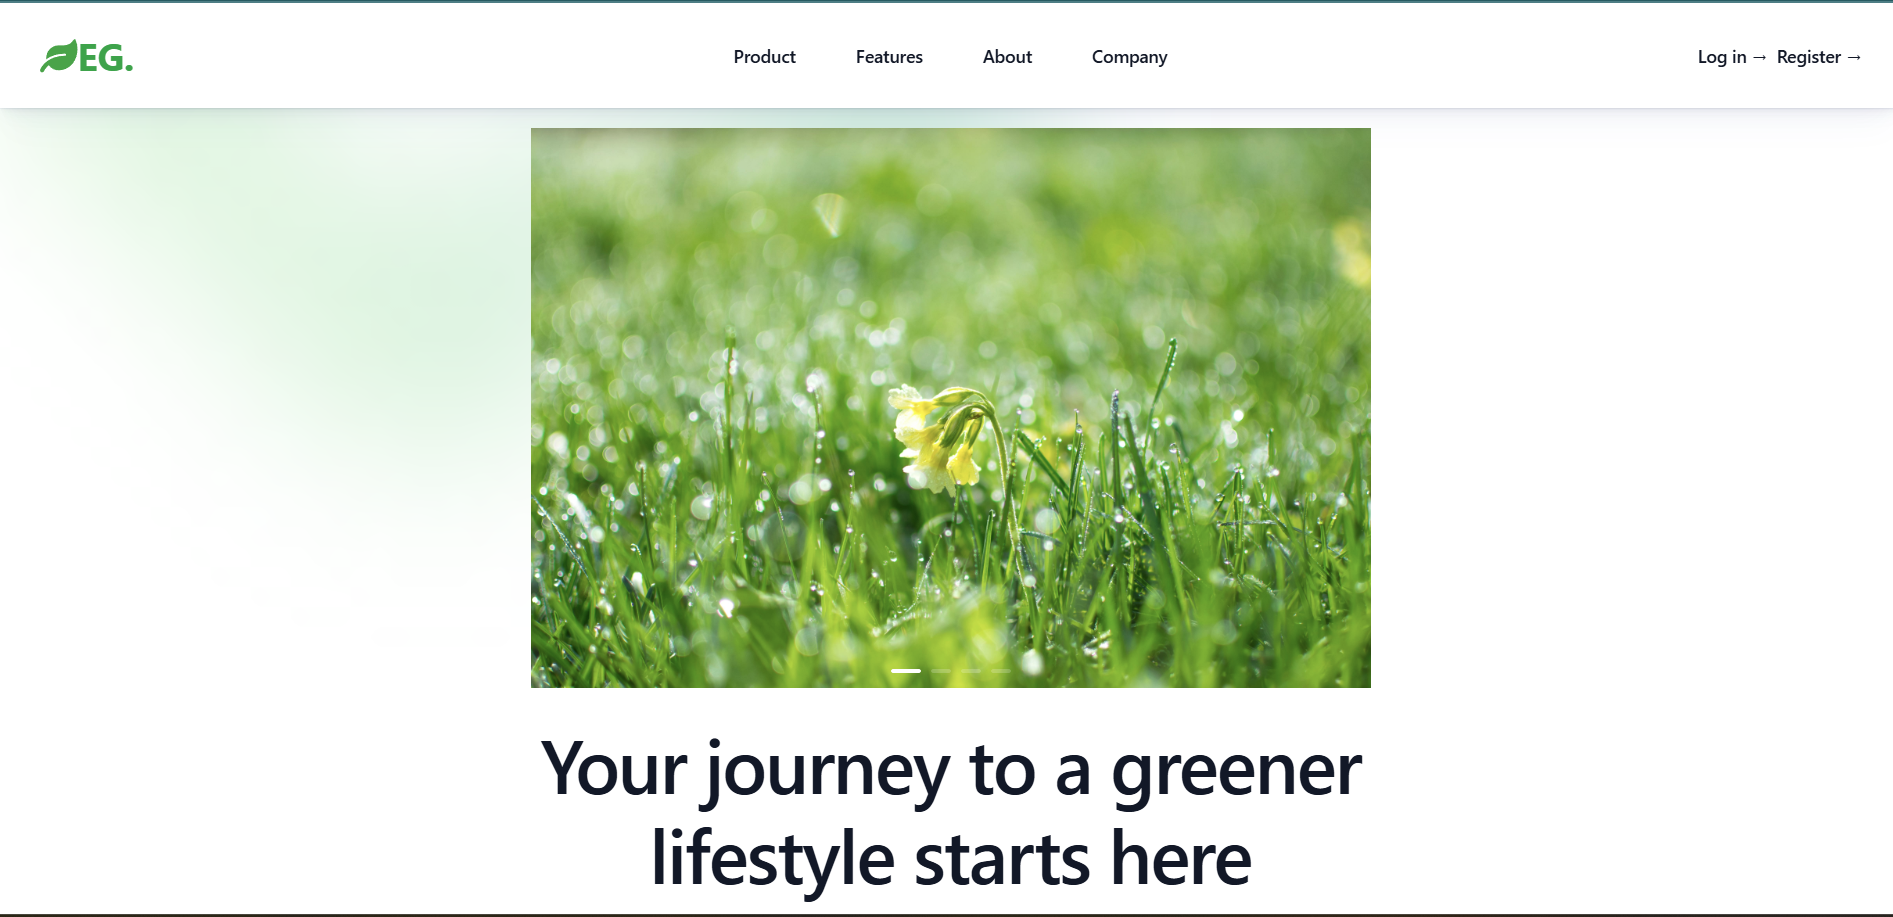 EG.
Product Features About Company
Log in → Register →
Your journey to a greener
lifestyle starts here